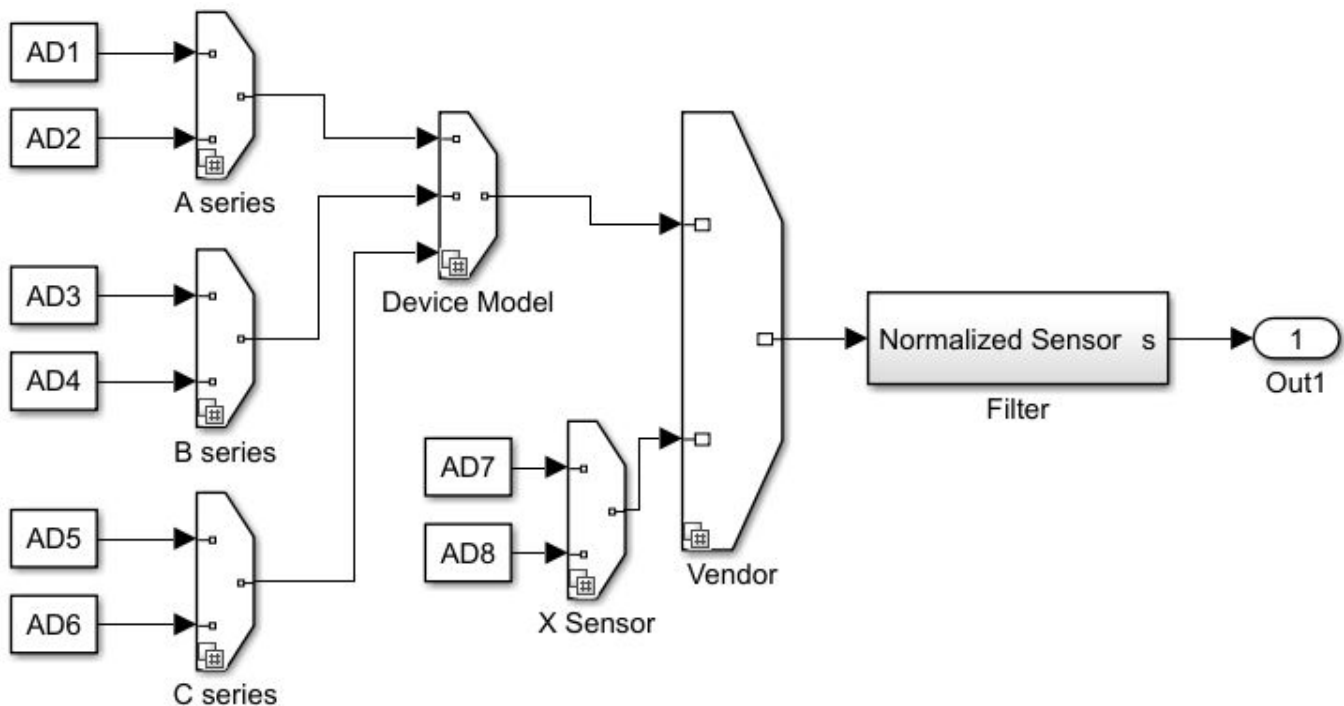 AD1
AD2
A series
AD3
AD4
B series
AD5
AD6
C series
Device Model
AD7
AD8
X Sensor
Vendor
Normalized Sensor s
Filter
1
Out1